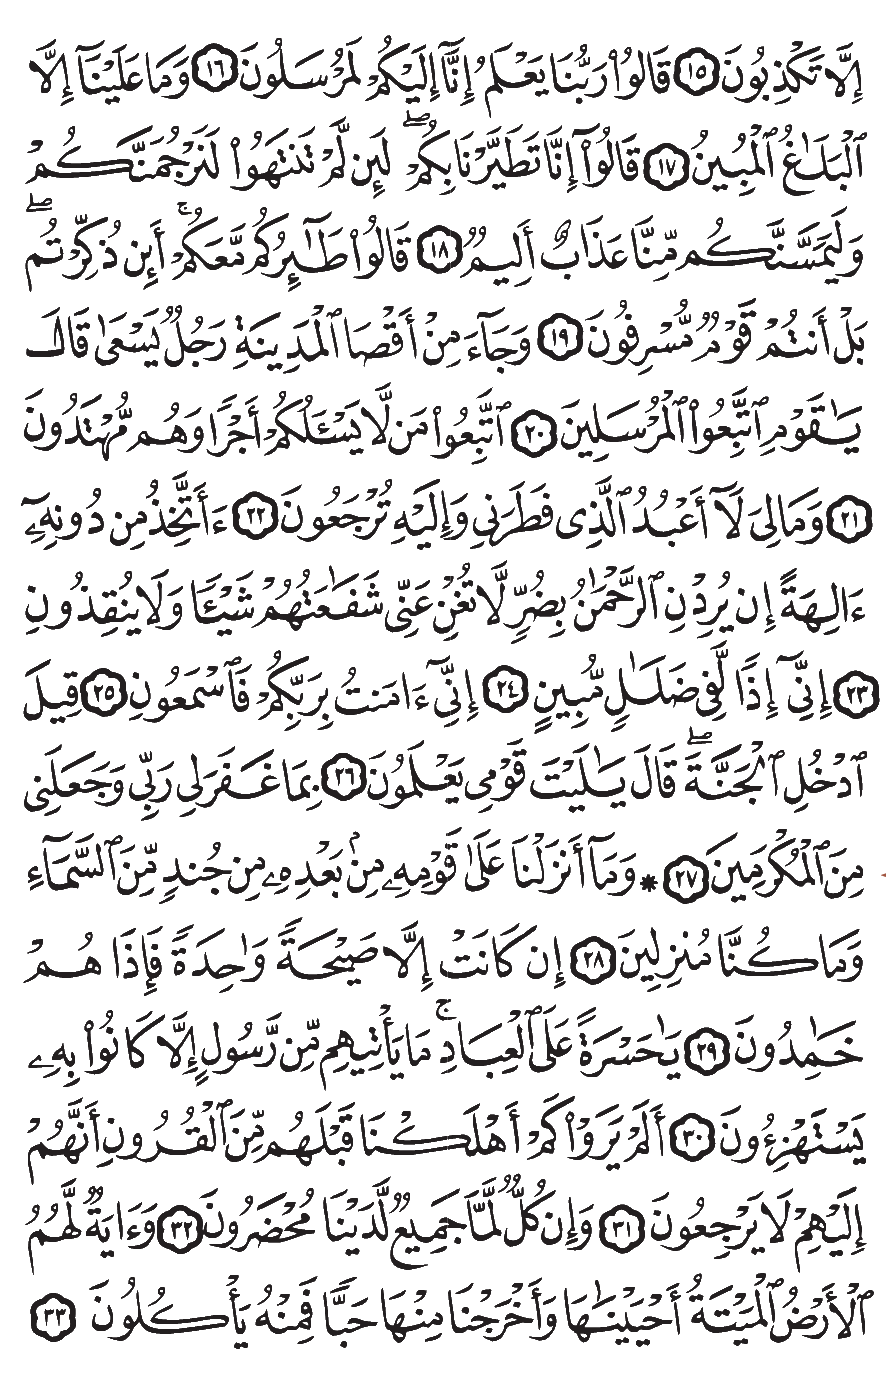 إِلَّا تَكْذِبُونَ ١٥ قَالُوا۟ رَبُّنَا يَعْلَمُ إِنَّآ إِلَيْكُمْ لَمُرْسَلُونَ ١٦ وَمَا عَلَيْنَآ إِلَّا
ٱلْبَلَـٰغُ ٱلْمُبِينُ ١٧ قَالُوٓا۟ إِنَّا تَطَيَّرْنَا بِكُمْ ۖ لَئِن لَّمْ تَنتَهُوا۟ لَنَرْجُمَنَّكُمْ
وَلَيَمَسَّنَّكُم مِّنَّا عَذَابٌ أَلِيمٌ ١٨ قَالُوا۟ طَـٰٓئِرُكُم مَّعَكُمْ ۚ أَئِن ذُكِّرْتُم ۖ
بَلْ أَنتُمْ قَوْمٌ مُّسْرِفُونَ ١٩ وَجَآءَ مِنْ أَقْصَا ٱلْمَدِينَةِ رَجُلٌ يَسْعَىٰ قَالَ
يَـٰقَوْمِ ٱتَّبِعُوا۟ ٱلْمُرْسَلِينَ ٢٠ ٱتَّبِعُوا۟ مَن لَّا يَسْـَٔلُكُمْ أَجْرًا وَهُم مُّهْتَدُونَ
٢١ وَمَا لِىَ لَآ أَعْبُدُ ٱلَّذِى فَطَرَنِى وَإِلَيْهِ تُرْجَعُونَ ٢٢ ءَأَتَّخِذُ مِن دُونِهِۦٓ
ءَالِهَةً إِن يُرِدْنِ ٱلرَّحْمَـٰنُ بِضُرٍّ لَّا تُغْنِ عَنِّى شَفَـٰعَتُهُمْ شَيْـًٔا وَلَا يُنقِذُونِ
٢٣ إِنِّىٓ إِذًا لَّفِى ضَلَـٰلٍ مُّبِينٍ ٢٤ إِنِّىٓ ءَامَنتُ بِرَبِّكُمْ فَٱسْمَعُونِ ٢٥ قِيلَ
ٱدْخُلِ ٱلْجَنَّةَ ۖ قَالَ يَـٰلَيْتَ قَوْمِى يَعْلَمُونَ ٢٦ بِمَا غَفَرَ لِى رَبِّى وَجَعَلَنِى
مِنَ ٱلْمُكْرَمِينَ ٢٧ * وَمَآ أَنزَلْنَا عَلَىٰ قَوْمِهِۦ مِنۢ بَعْدِهِۦ مِن جُندٍ مِّنَ ٱلسَّمَآءِ
وَمَا كُنَّا مُنزِلِينَ ٢٨ إِن كَانَتْ إِلَّا صَيْحَةً وَٰحِدَةً فَإِذَا هُمْ
خَـٰمِدُونَ ٢٩ يَـٰحَسْرَةً عَلَى ٱلْعِبَادِ ۚ مَا يَأْتِيهِم مِّن رَّسُولٍ إِلَّا كَانُوا۟ بِهِۦ
يَسْتَهْزِءُونَ ٣٠ أَلَمْ يَرَوْا۟ كَمْ أَهْلَكْنَا قَبْلَهُم مِّنَ ٱلْقُرُونِ أَنَّهُمْ
إِلَيْهِمْ لَا يَرْجِعُونَ ٣١ وَإِن كُلٌّ لَّمَّا جَمِيعٌ لَّدَيْنَا مُحْضَرُونَ ٣٢ وَءَايَةٌ لَّهُمُ
ٱلْأَرْضُ ٱلْمَيْتَةُ أَحْيَيْنَـٰهَا وَأَخْرَجْنَا مِنْهَا حَبًّا فَمِنْهُ يَأْكُلُونَ ٣٣